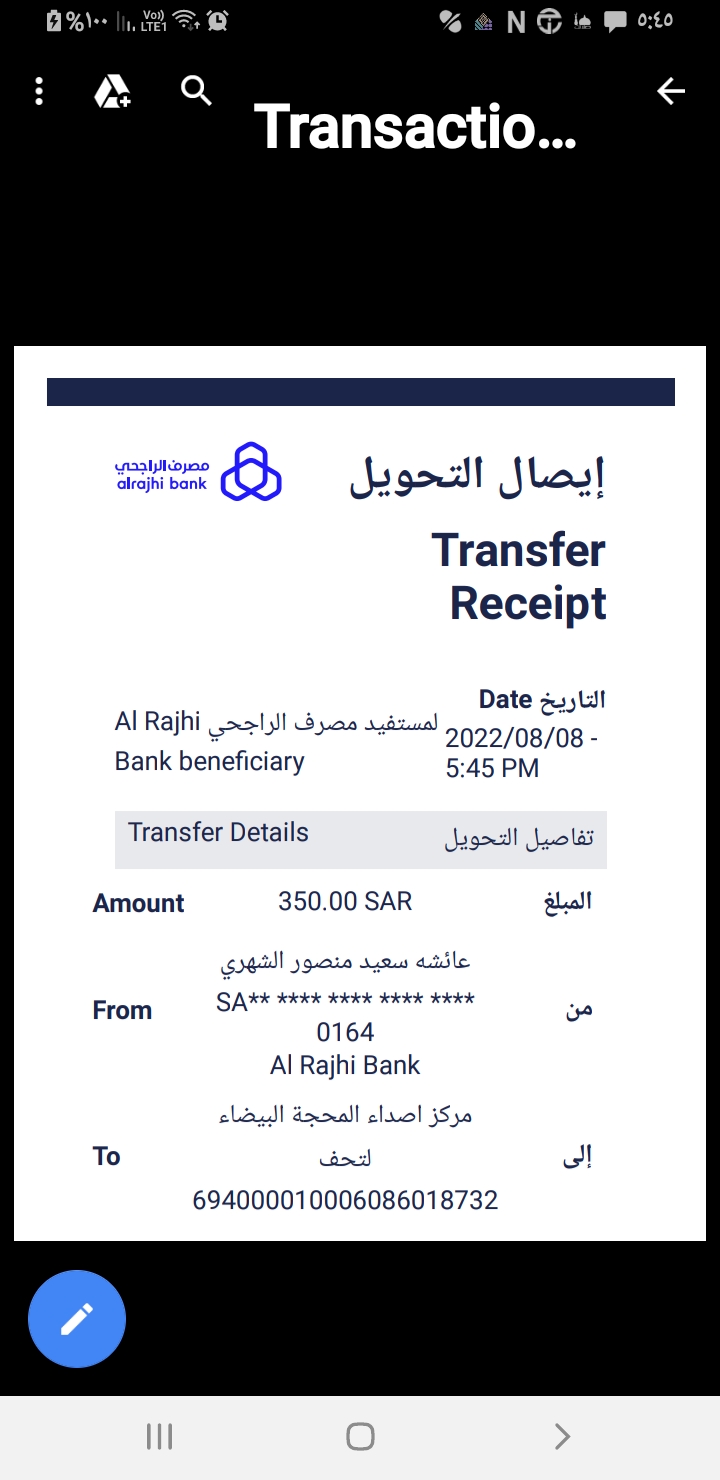 %١٠٠
Vo))
LTE1
N
٥:٤٥
Transactio...
مصرف الراجحي
alrajhi bank
إيصال التحويل
Transfer
Receipt
التاريخ Date
2022/08/08 -
5:45 PM
لمستفيد مصرف الراجحي Al Rajhi
Bank beneficiary
Transfer Details
تفاصيل التحويل
Amount
350.00 SAR
المبلغ
عائشه سعيد منصور الشهري
From
SA** **** **** **** ****
من
0164
Al Rajhi Bank
مركز اصداء المحجة البيضاء
To
لتحف
إلى
694000010006086018732